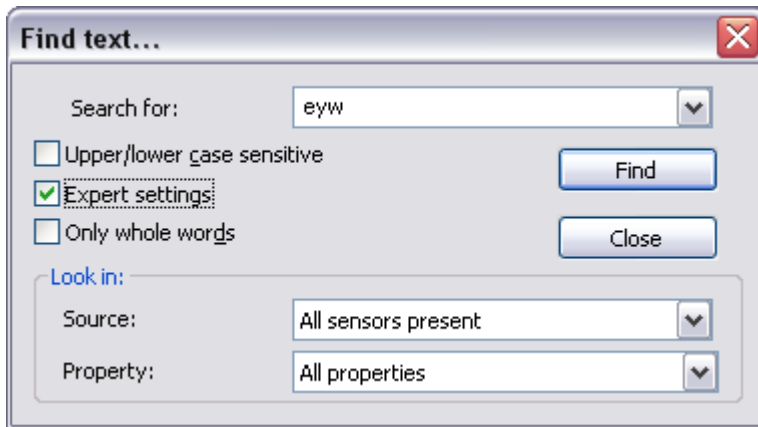 Find text...
Search for: eyw
Upper/lower case sensitive
Find
Expert settings
Only whole words
Close
Look in:
Source: All sensors present
Property: All properties